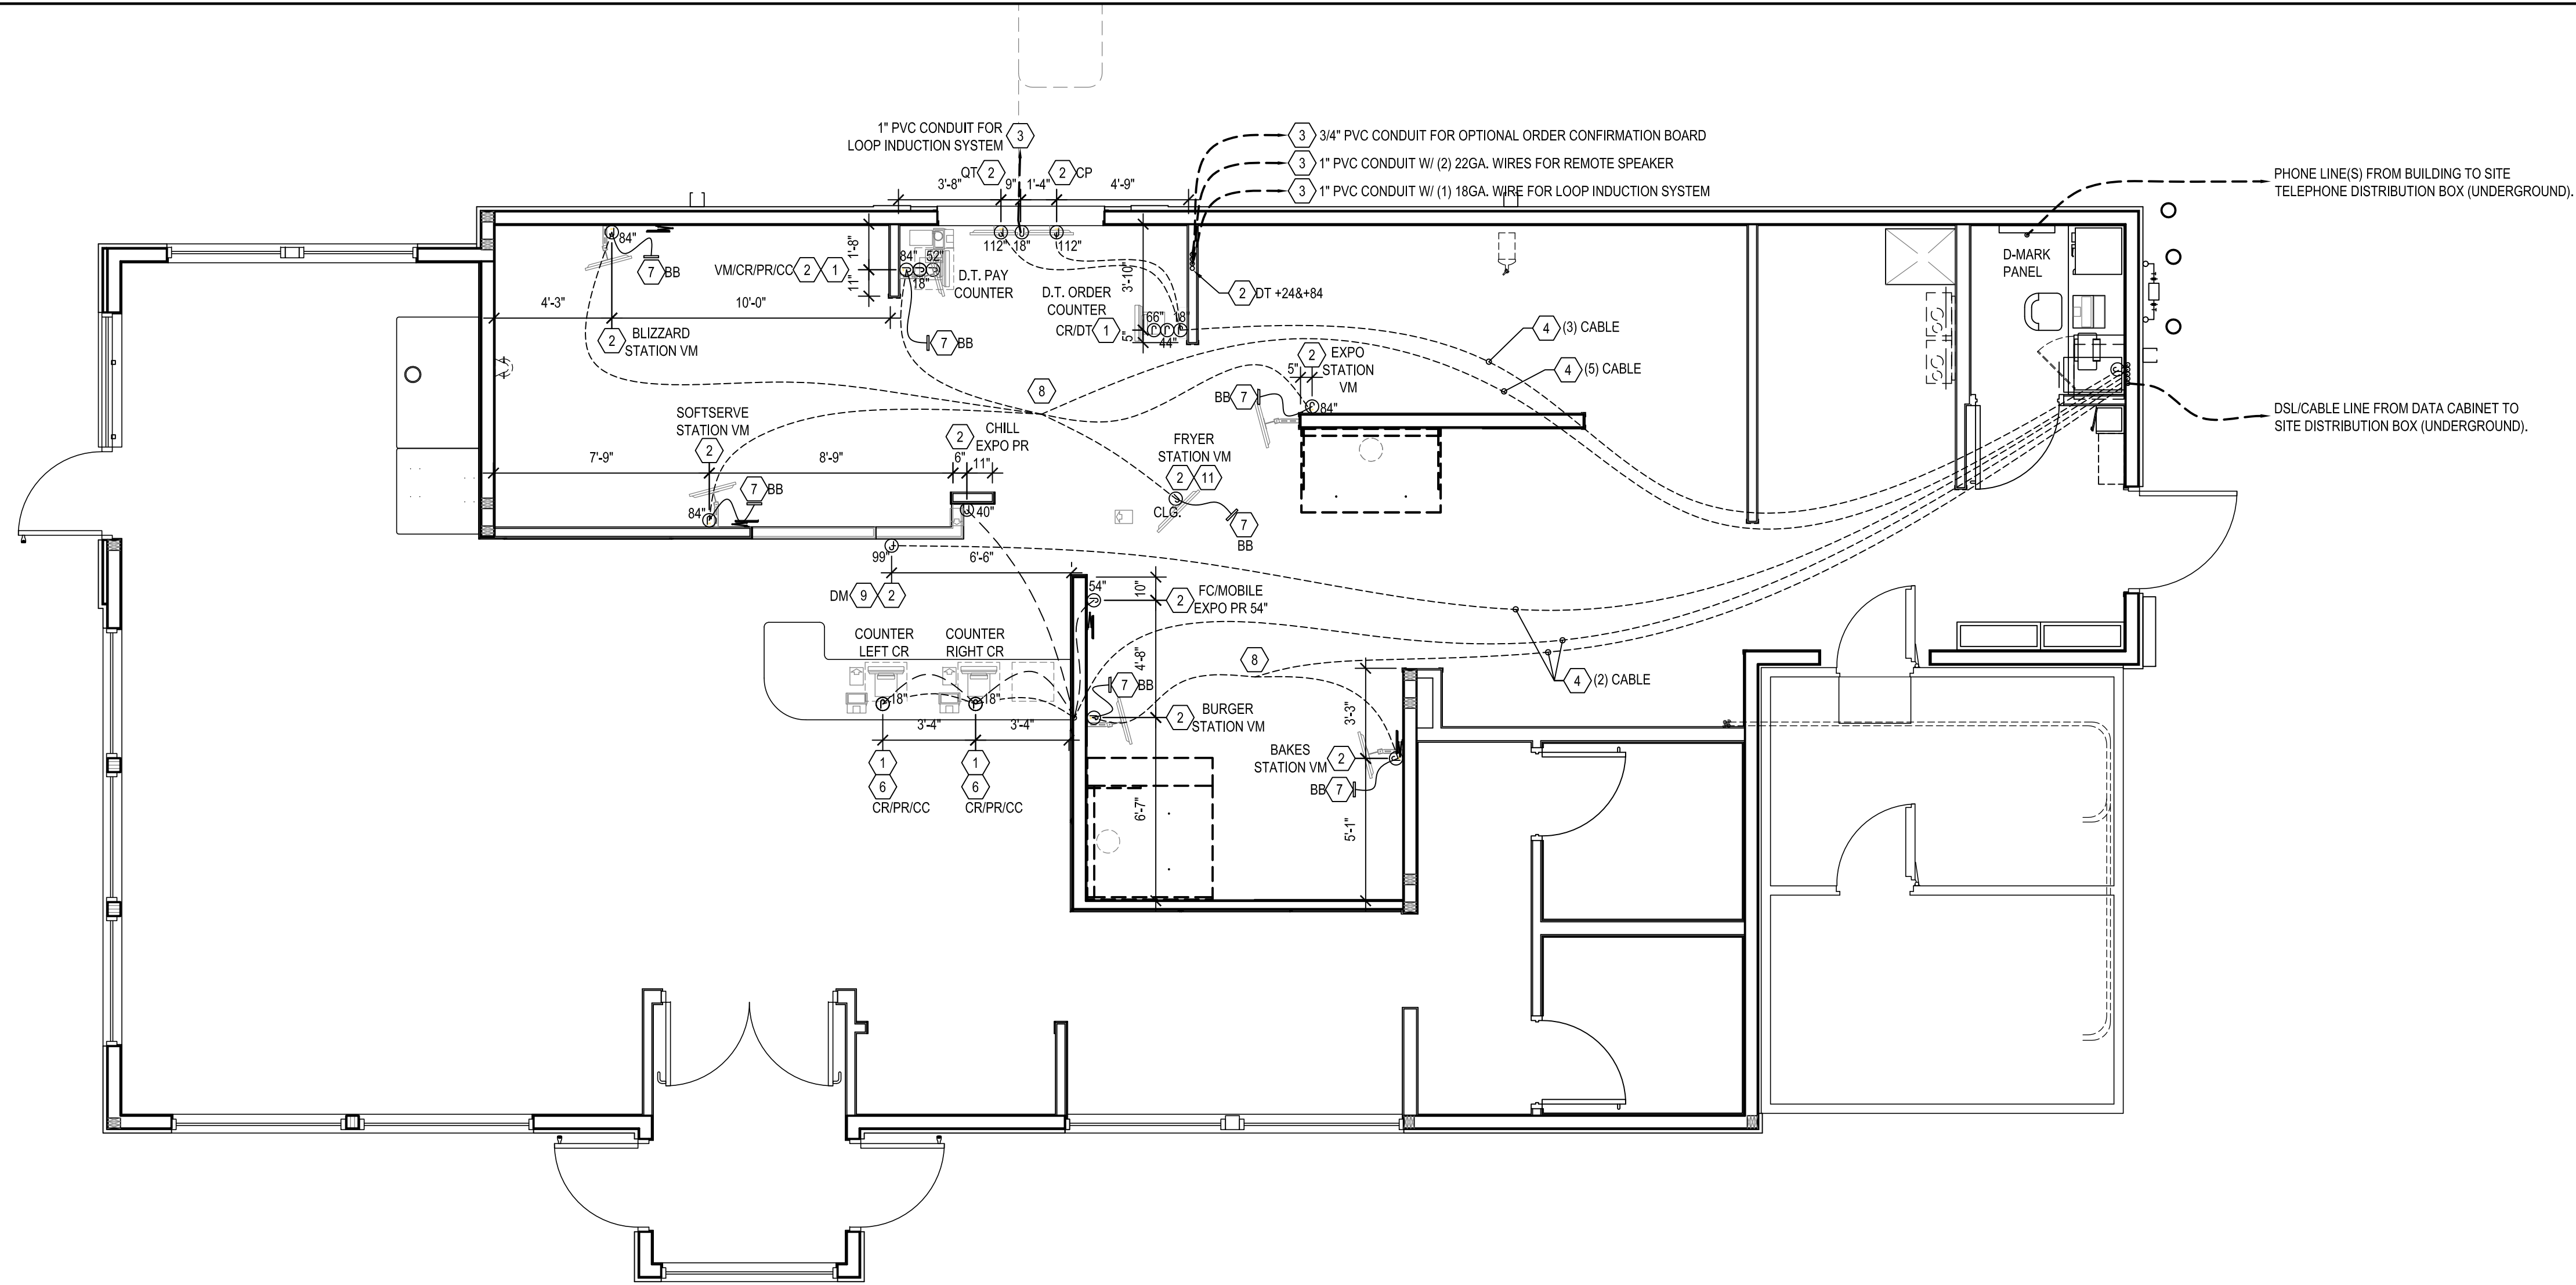 1" PVC CONDUIT FOR
LOOP INDUCTION SYSTEM
3
3 3/4" PVC CONDUIT FOR OPTIONAL ORDER CONFIRMATION BOARD
3 1" PVC CONDUIT W/ (2) 22GA. WIRES FOR REMOTE SPEAKER
3 1" PVC CONDUIT W/ (1) 18GA. WIRE FOR LOOP INDUCTION SYSTEM
PHONE LINE(S) FROM BUILDING TO SITE
TELEPHONE DISTRIBUTION BOX (UNDERGROUND).
QT 2
2 CP
3'-8"
9"
1'-4"
4'-9"
84"
7 BB
VM/CR/PR/CC 2 1
1'-8"
11"
84"
52"
18"
112"
18"
112"
D.T. PAY
COUNTER
3'-10"
D.T. ORDER
COUNTER
2 DT +24&+84
D-MARK
PANEL
4'-3"
10'-0"
2
BLIZZARD
STATION VM
7 BB
CR/DT 1
66"
18"
44"
5"
4 (3) CABLE
4 (5) CABLE
2
EXPO
STATION
VM
5"
BB 7
84"
8
SOFTSERVE
STATION VM
2
2
CHILL
EXPO PR
FRYER
STATION VM
2 11
CLG.
7
BB
DSL/CABLE LINE FROM DATA CABINET TO
SITE DISTRIBUTION BOX (UNDERGROUND).
7'-9"
8'-9"
6"
11"
7 BB
84"
40"
99"
6'-6"
DM 9 2
54"
10"
2
FC/MOBILE
EXPO PR 54"
COUNTER
LEFT CR
COUNTER
RIGHT CR
4'-8"
8
4 (2) CABLE
18"
18"
3'-4"
3'-4"
7 BB
2
BURGER
STATION VM
3'-3"
BAKES
STATION VM
2
BB 7
1
6
CR/PR/CC
1
6
CR/PR/CC
6'-7"
5'-1"